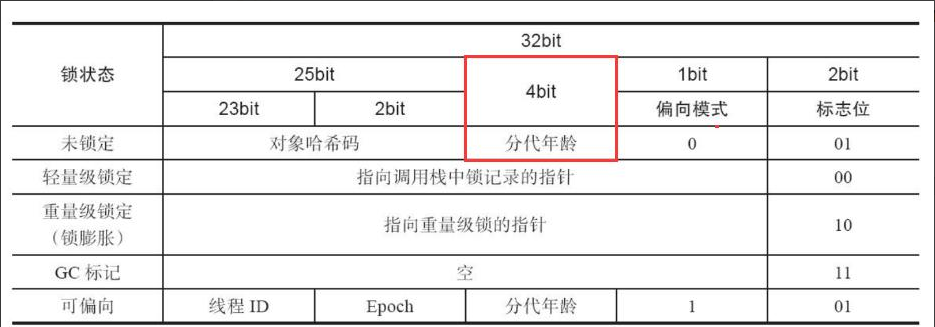 锁状态 32bit
25bit 4bit 1bit 2bit
23bit 2bit 偏向模式 标志位
未锁定 对象哈希码 分代年龄 0 01
轻量级锁定 指向调用栈中锁记录的指针 00
重量级锁定
（锁膨胀） 指向重量级锁的指针 10
GC 标记 空 11
可偏向 线程 ID Epoch 分代年龄 1 01